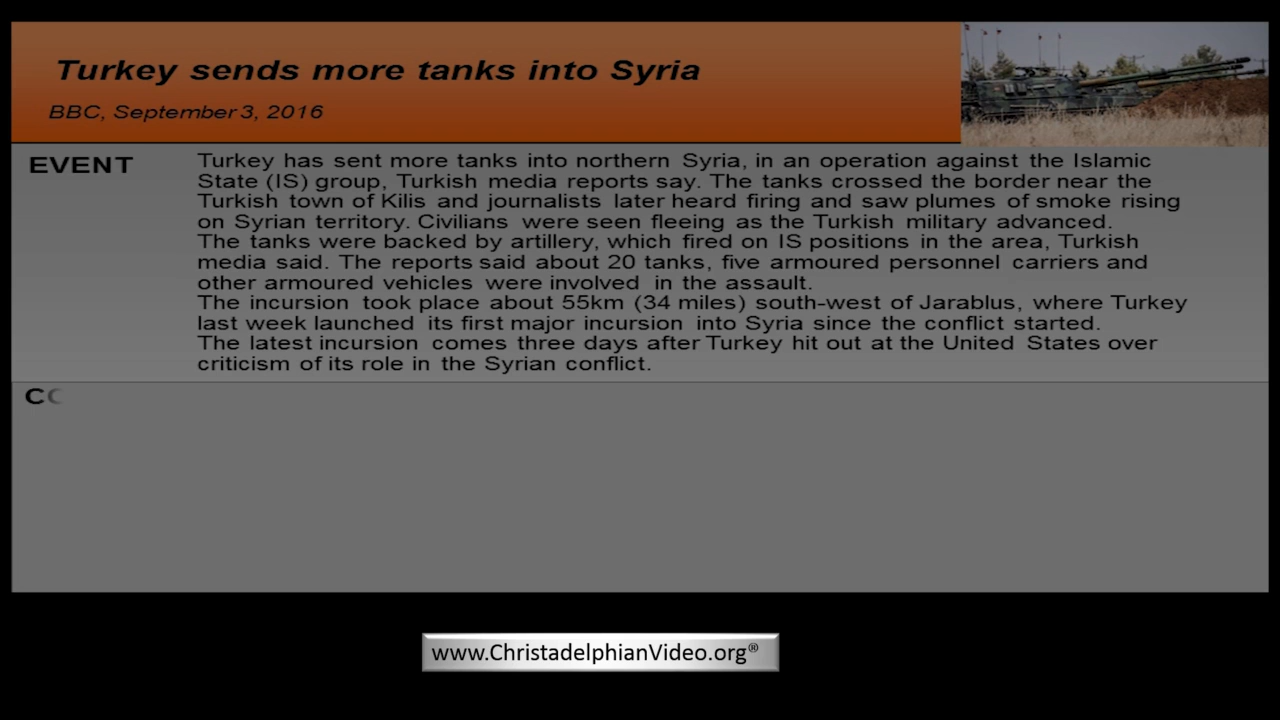 Turkey sends more tanks into Syria
BBC, September 3, 2016
EVENT
Turkey has sent more tanks into northern Syria, in an operation against the Islamic
State (IS) group, Turkish media reports say. The tanks crossed the border near the
Turkish town of Kilis and journalists later heard firing and saw plumes of smoke rising
on Syrian territory. Civilians were seen fleeing as the Turkish military advanced.
The tanks were backed by artillery, which fired on IS positions in the area, Turkish
media said. The reports said about 20 tanks, five armoured personnel carriers and
other armoured vehicles were involved in the assault.
The incursion took place about 55km (34 miles) south-west of Jarablus, where Turkey
last week launched its first major incursion into Syria since the conflict started.
The latest incursion comes three days after Turkey hit out at the United States over
criticism of its role in the Syrian conflict.
CC
www.ChristadelphianVideo.org®